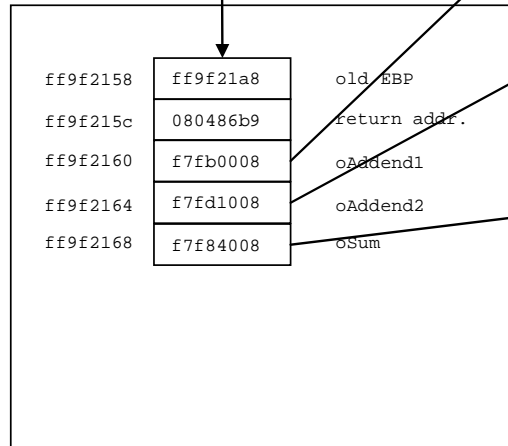 ff9f2158 ff9f21a8 old EBP
ff9f215c 080486b9 return addr.
ff9f2160 f7fb0008 oAddend1
ff9f2164 f7fd1008 oAddend2
ff9f2168 f7f84008 oSum